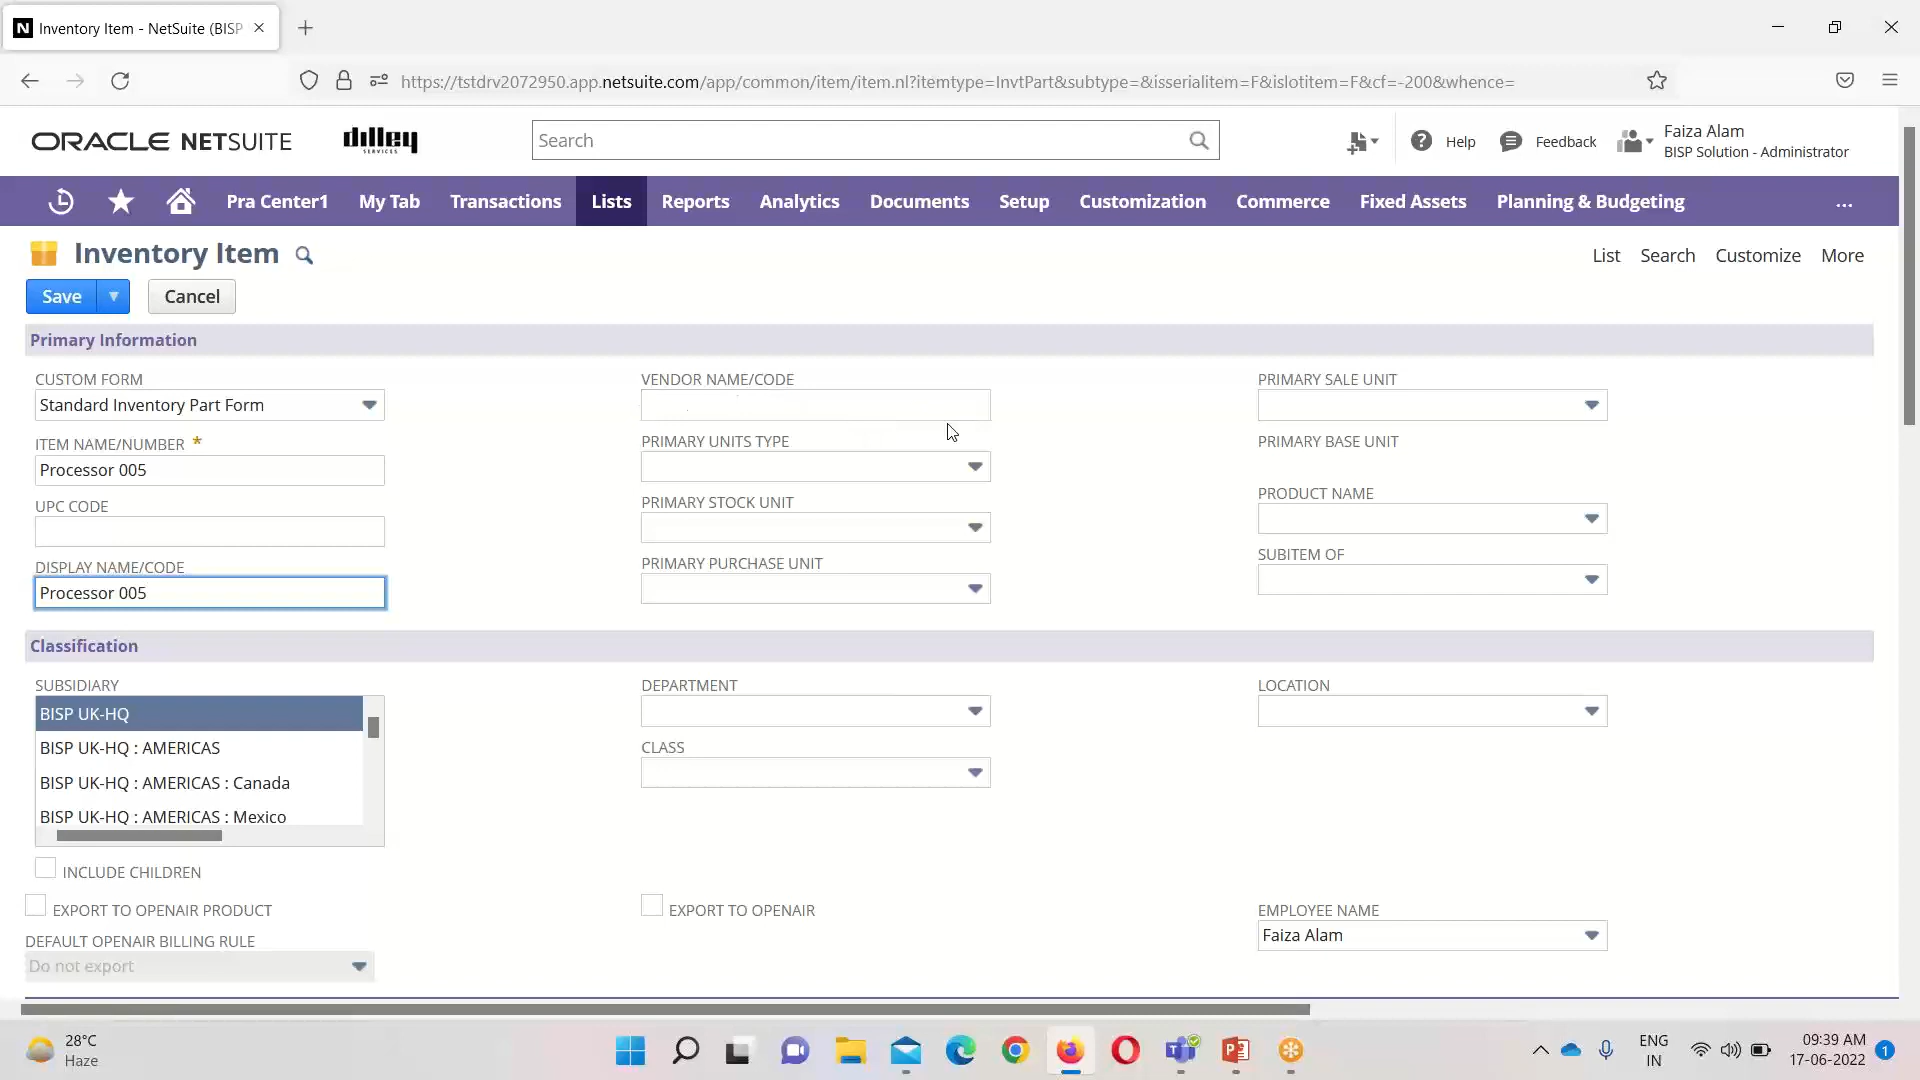 Inventory Item - NetSuite (BISP
https://tstdrv2072950.app.netsuite.com/app/common/item/item.nl?itemtype=InvtPart&subtype=&isserialitem=F&islotitem=F&cf=-200&whence=
ORACLE NETSUITE
dilley
SERVICES
Search
Help
Feedback
Faiza Alam
BISP Solution - Administrator
Pra Center1
My Tab
Transactions
Lists
Reports
Analytics
Documents
Setup
Customization
Commerce
Fixed Assets
Planning & Budgeting
...
Inventory Item
List
Search
Customize
More
Save
Cancel
Primary Information
CUSTOM FORM
Standard Inventory Part Form
ITEM NAME/NUMBER *
Processor 005
UPC CODE
DISPLAY NAME/CODE
Processor 005
VENDOR NAME/CODE
PRIMARY UNITS TYPE
PRIMARY STOCK UNIT
PRIMARY PURCHASE UNIT
PRIMARY SALE UNIT
PRIMARY BASE UNIT
PRODUCT NAME
SUBITEM OF
Classification
SUBSIDIARY
BISP UK-HQ
BISP UK-HQ : AMERICAS
BISP UK-HQ : AMERICAS : Canada
BISP UK-HQ : AMERICAS : Mexico
INCLUDE CHILDREN
DEPARTMENT
CLASS
LOCATION
EXPORT TO OPENAIR PRODUCT
EXPORT TO OPENAIR
EMPLOYEE NAME
Faiza Alam
DEFAULT OPENAIR BILLING RULE
Do not export
28°C
Haze
ENG
IN
09:39 AM
17-06-2022
1